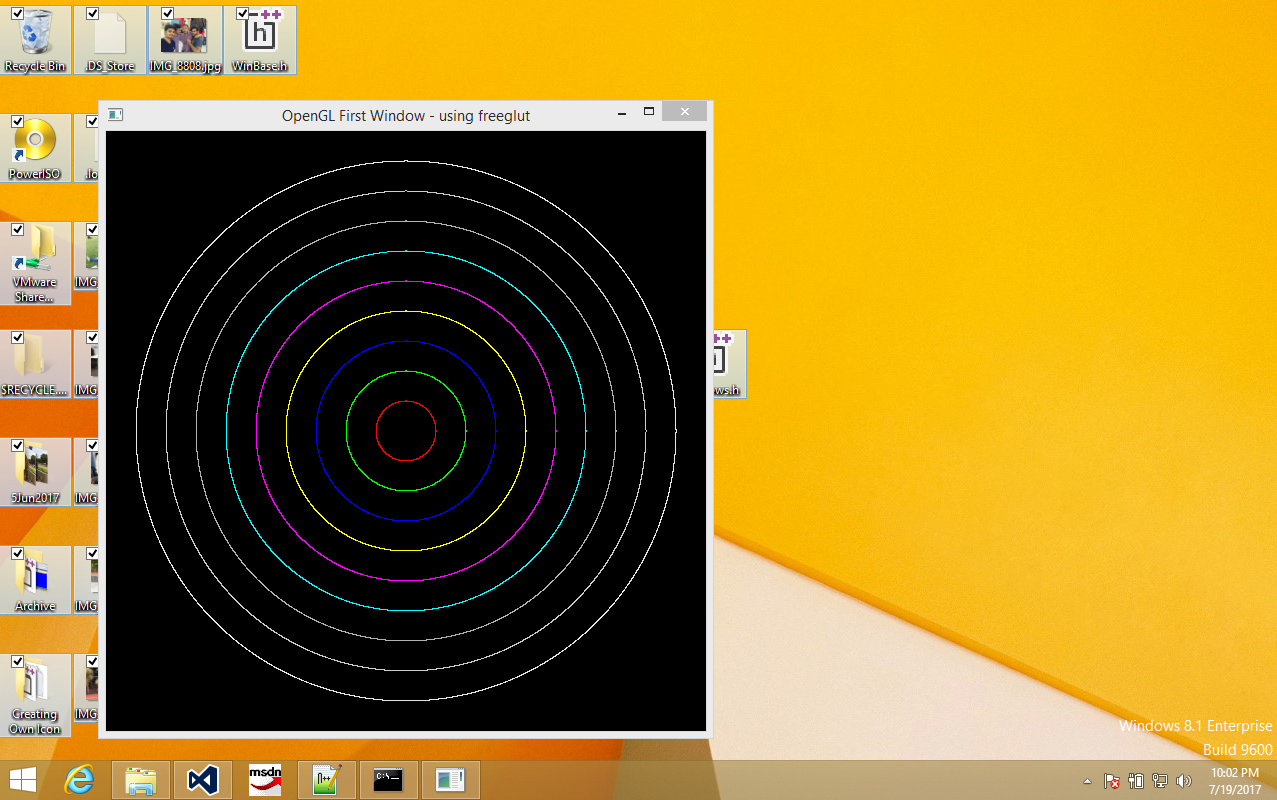 Recycle Bin
.DS_Store
IMG_8808.jpg
WinBase.h
OpenGL First Window - using freeglut
PowerISO
.lo
VMware
Share...
IMG
$RECYCLE....
IMG
ws.h
5Jun2017
IMG
Archive
IMG
Creating
Own Icon
IMG
Windows 8.1 Enterprise
Build 9600
msdn
10:02 PM
7/19/2017